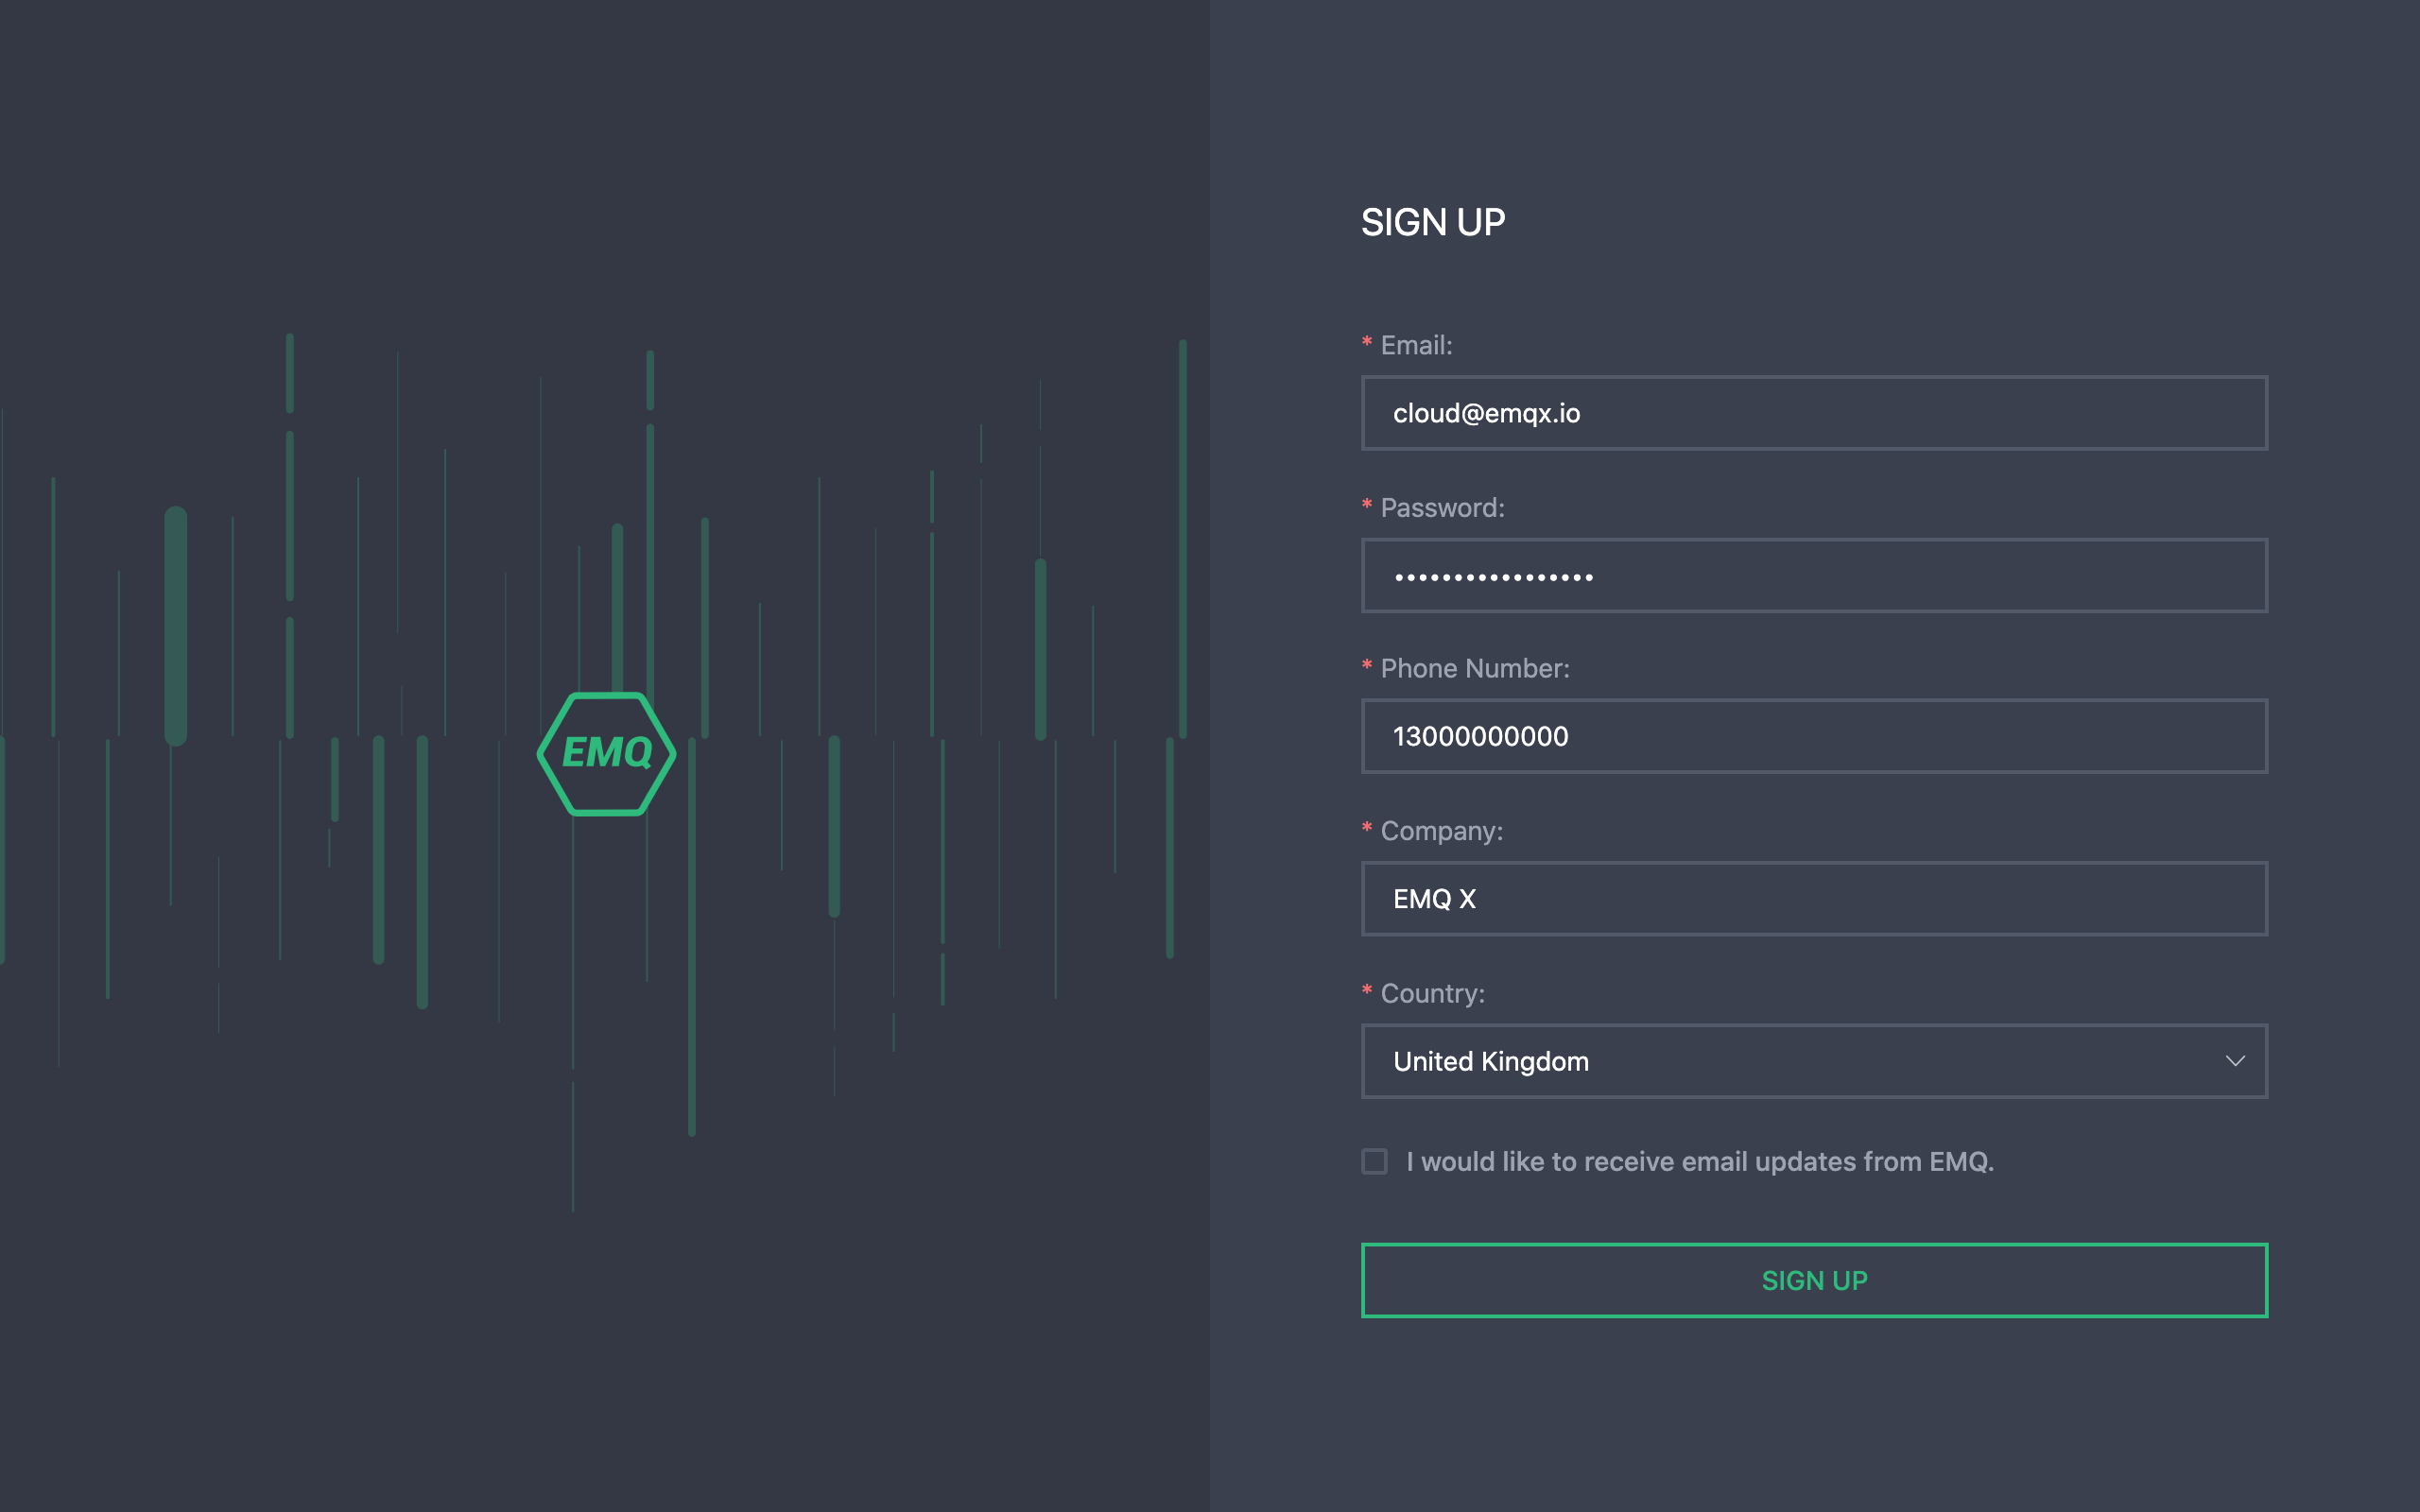 EMQ
SIGN UP
* Email:
cloud@emqx.io
* Password:
•••••••••••••••••
* Phone Number:
13000000000
* Company:
EMQ X
* Country:
United Kingdom
I would like to receive email updates from EMQ.
SIGN UP